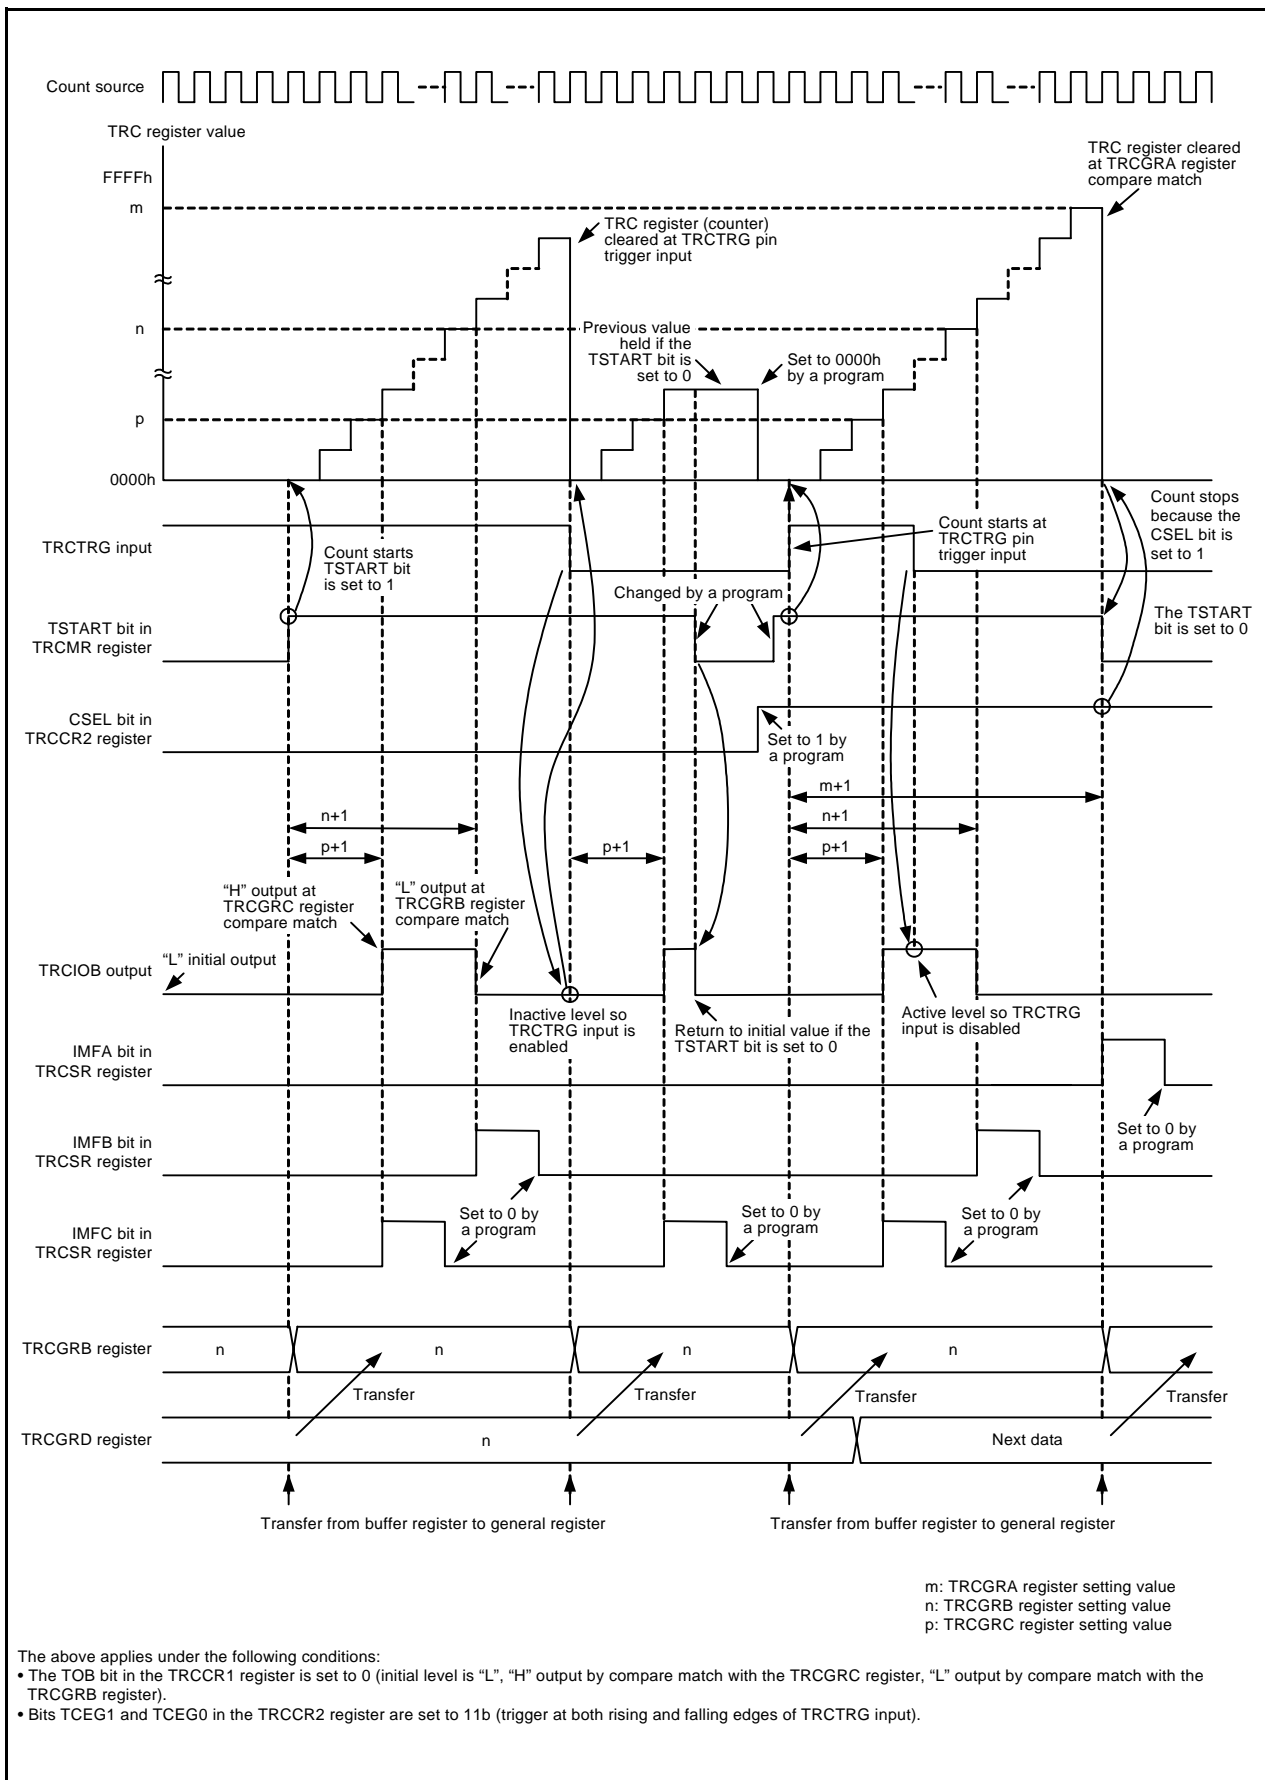 Count source
TRC register value
FFFFh
m
n
p
0000h
TRC register cleared
at TRCGRA register
compare match
TRC register (counter)
cleared at TRCTRG pin
trigger input
Previous value
held if the
TSTART bit is
set to 0
Set to 0000h
by a program
TRCTRG input
Count starts
TSTART bit
is set to 1
Count starts at
TRCTRG pin
trigger input
Count stops
because the
CSEL bit is
set to 1
Changed by a program
TSTART bit in
TRCMR register
The TSTART
bit is set to 0
CSEL bit in
TRCCR2 register
Set to 1 by
a program
m+1
n+1
n+1
p+1
p+1
p+1
“H” output at
TRCGRC register
compare match
“L” output at
TRCGRB register
compare match
TRCIOB output
“L” initial output
Inactive level so
TRCTRG input is
enabled
Return to initial value if the
TSTART bit is set to 0
Active level so TRCTRG
input is disabled
IMFA bit in
TRCSR register
Set to 0 by
a program
IMFB bit in
TRCSR register
Set to 0 by
a program
Set to 0 by
a program
Set to 0 by
a program
IMFC bit in
TRCSR register
TRCGRB register
n
n
n
n
Transfer
Transfer
Transfer
Transfer
TRCGRD register
n
Next data
Transfer from buffer register to general register
Transfer from buffer register to general register
m: TRCGRA register setting value
n: TRCGRB register setting value
p: TRCGRC register setting value
The above applies under the following conditions:
• The TOB bit in the TRCCR1 register is set to 0 (initial level is “L”, “H” output by compare match with the TRCGRC register, “L” output by compare match with the
TRCGRB register).
• Bits TCEG1 and TCEG0 in the TRCCR2 register are set to 11b (trigger at both rising and falling edges of TRCTRG input).